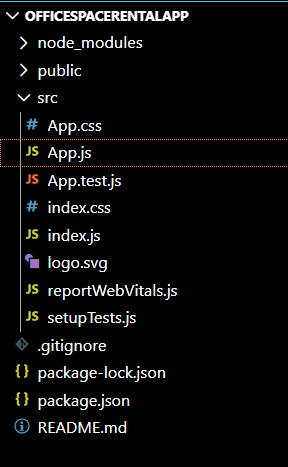 OFFICESPACERENTALAPP
node_modules
public
src
# App.css
JS App.js
JS App.test.js
# index.css
JS index.js
logo.svg
JS reportWebVitals.js
JS setupTests.js
.gitignore
{} package-lock.json
{} package.json
README.md